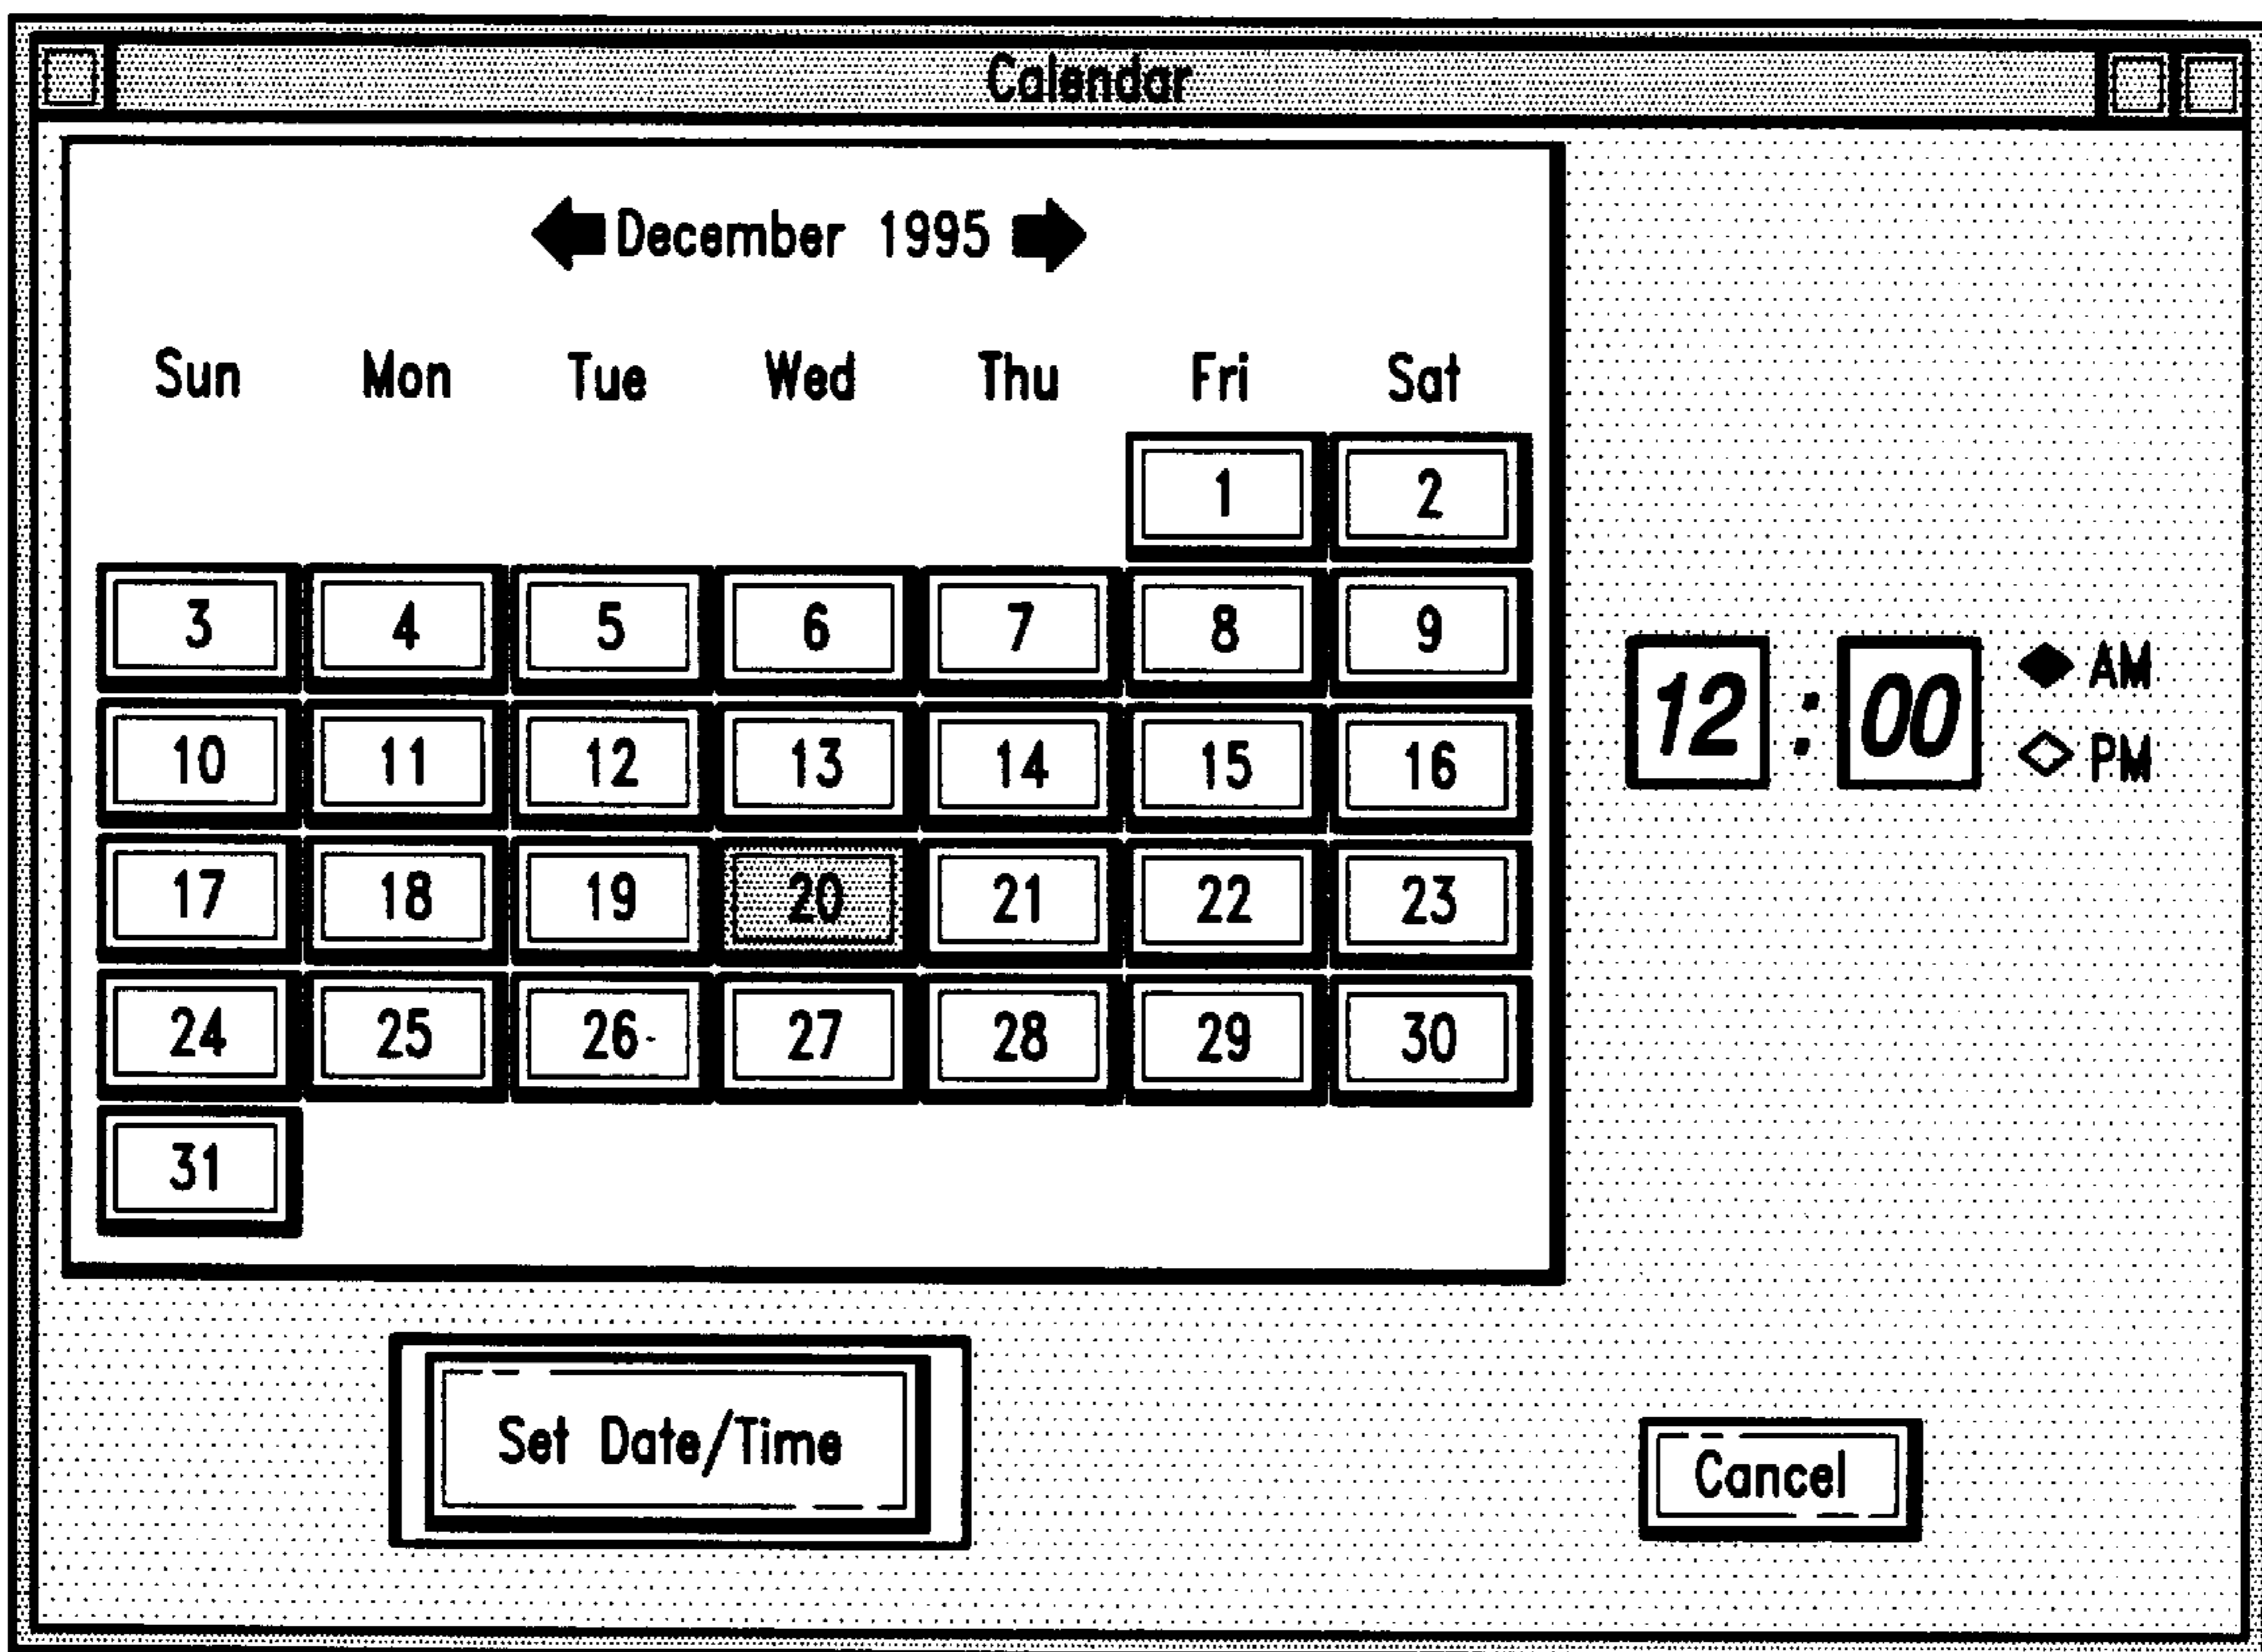 Calendar
December 1995
Sun Mon Tue Wed Thu Fri Sat
1 2
3 4 5 6 7 8 9
10 11 12 13 14 15 16
17 18 19 20 21 22 23
24 25 26 27 28 29 30
31
12 : 00 AM
PM
Set Date/Time
Cancel